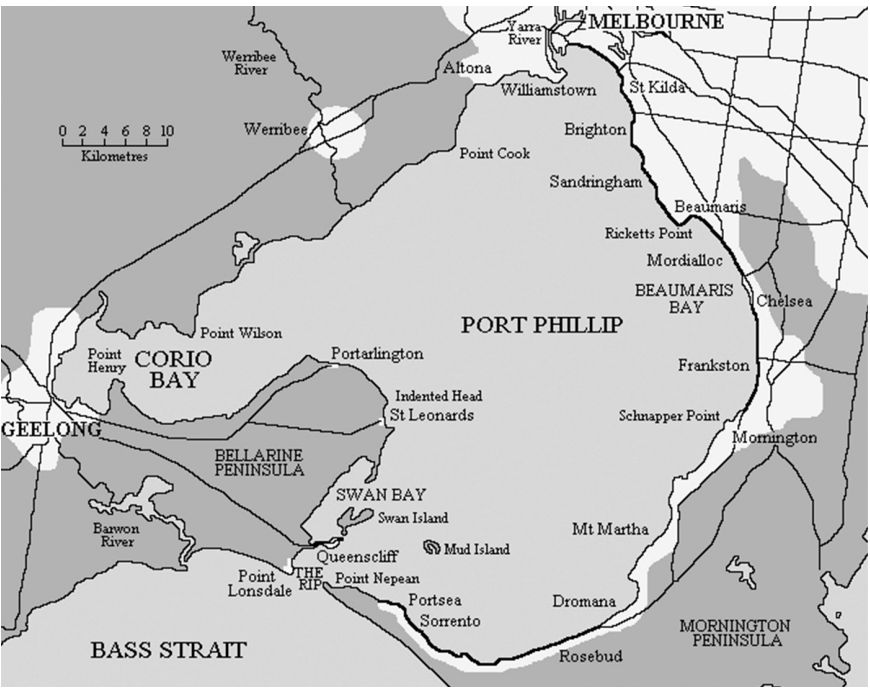 MELBOURNE
Yarra
River
Werribee
River
Altona
Williamstown
St Kilda
0 2 4 6 8 10
Kilometres
Werribee
Brighton
Point Cook
Sandringham
Beaumaris
Ricketts Point
Mordialloc
BEAUMARIS
BAY
Chelsea
PORT PHILLIP
Point Wilson
Point
Henry
CORIO
BAY
Portarlington
Frankston
Indented Head
St Leonards
Schnapper Point
GEELONG
Mornington
BELLARINE
PENINSULA
SWAN BAY
Swan Island
Barwon
River
Mt Martha
Queenscliff
Mud Island
Point
Lonsdale
THE
RIP
Point Nepean
Portsea
Sorrento
Dromana
MORNINGTON
PENINSULA
BASS STRAIT
Rosebud